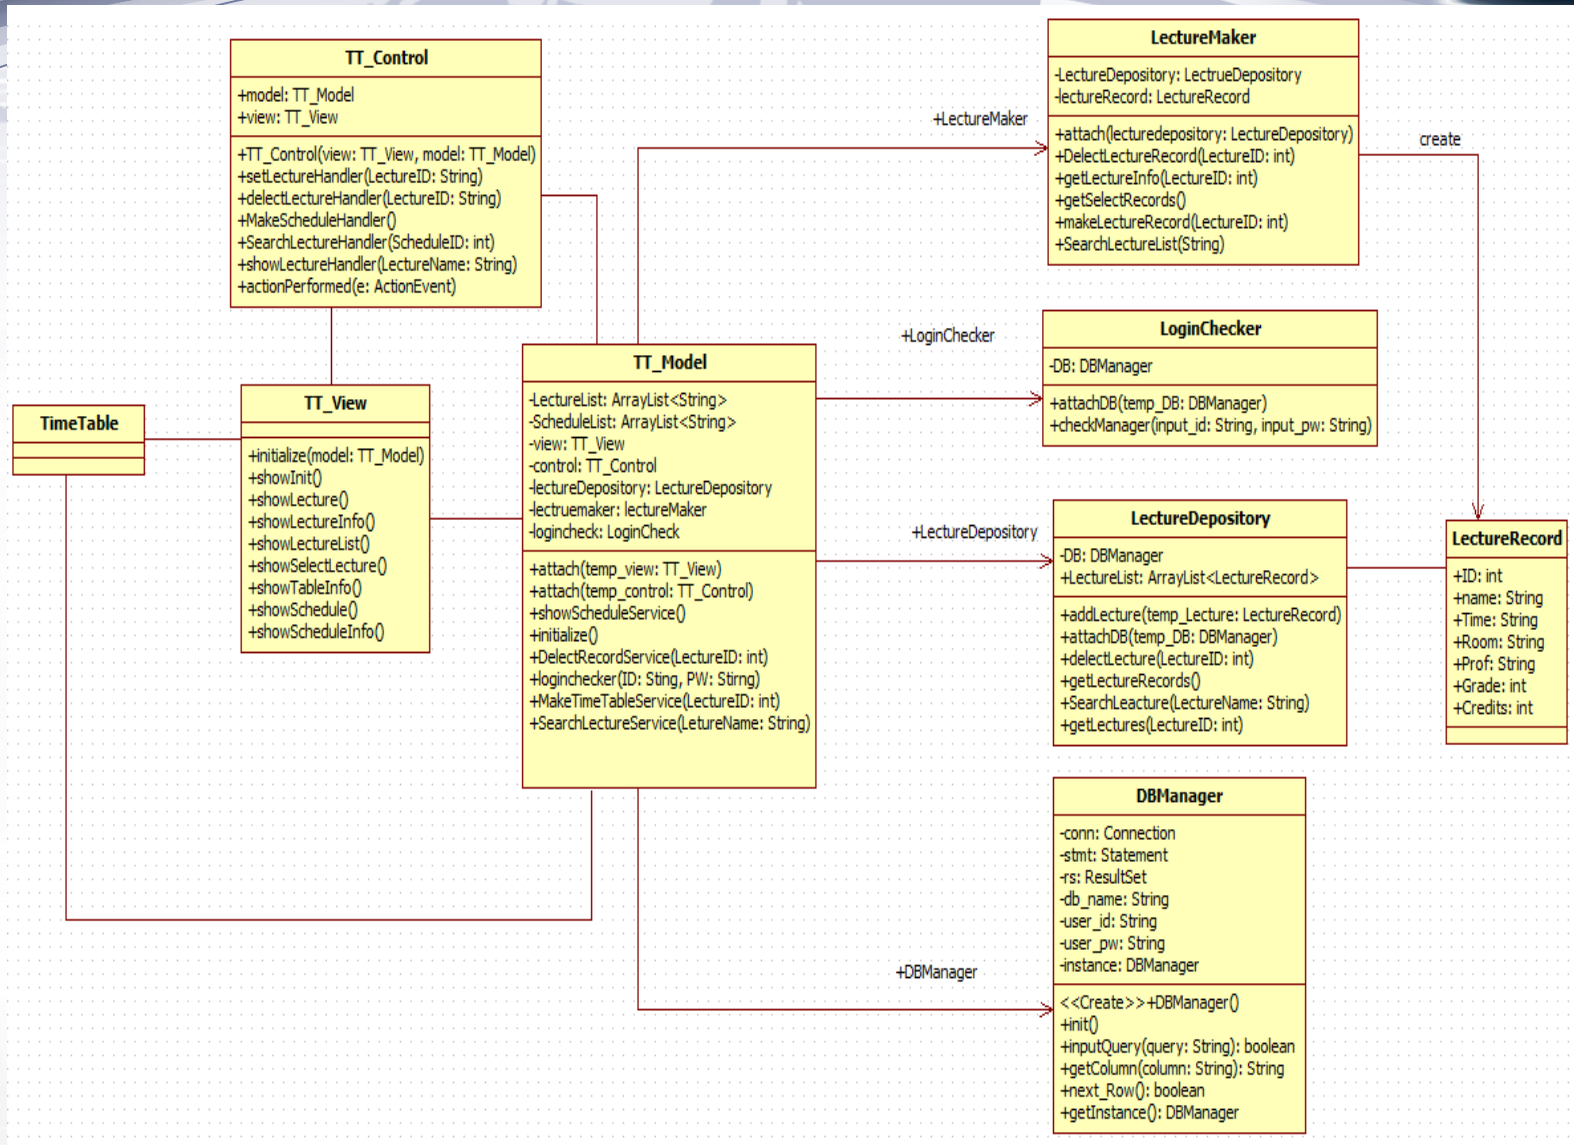 TT_Control
+model: TT_Model
+view: TT_View
+TT_Control(view: TT_View, model: TT_Model)
+setLectureHandler(LectureID: String)
+delectLectureHandler(LectureID: String)
+MakeScheduleHandler()
+SearchLectureHandler(ScheduleID: int)
+showLectureHandler(LectureName: String)
+actionPerformed(e: ActionEvent)
+LectureMaker
LectureMaker
-LectureDepository: LectrueDepository
-lectureRecord: LectureRecord
+attach(lecturedepository: LectureDepository)
+DelectLectureRecord(LectureID: int)
+getLectureInfo(LectureID: int)
+getSelectRecords()
+makeLectureRecord(LectureID: int)
+SearchLectureList(String)
create
+LoginChecker
LoginChecker
-DB: DBManager
+attachDB(temp_DB: DBManager)
+checkManager(input_id: String, input_pw: String)
TimeTable
TT_View
+initialize(model: TT_Model)
+showInit()
+showLecture()
+showLectureInfo()
+showLectureList()
+showSelectLecture()
+showTableInfo()
+showSchedule()
+showScheduleInfo()
TT_Model
-LectureList: ArrayList<String>
-ScheduleList: ArrayList<String>
-view: TT_View
-control: TT_Control
-lectureDepository: LectureDepository
-lectruemaker: lectureMaker
-logincheck: LoginCheck
+attach(temp_view: TT_View)
+attach(temp_control: TT_Control)
+showScheduleService()
+initialize()
+DelectRecordService(LectureID: int)
+loginchecker(ID: Sting, PW: Stirng)
+MakeTimeTableService(LectureID: int)
+SearchLectureService(LetureName: String)
+LectureDepository
LectureDepository
-DB: DBManager
+LectureList: ArrayList<LectureRecord>
+addLecture(temp_Lecture: LectureRecord)
+attachDB(temp_DB: DBManager)
+delectLecture(LectureID: int)
+getLectureRecords()
+SearchLeacture(LectureName: String)
+getLectures(LectureID: int)
LectureRecord
+ID: int
+name: String
+Time: String
+Room: String
+Prof: String
+Grade: int
+Credits: int
+DBManager
DBManager
-conn: Connection
-stmt: Statement
-rs: ResultSet
-db_name: String
-user_id: String
-user_pw: String
-instance: DBManager
<<Create>>+DBManager()
+init()
+inputQuery(query: String): boolean
+getColumn(column: String): String
+next_Row(): boolean
+getInstance(): DBManager